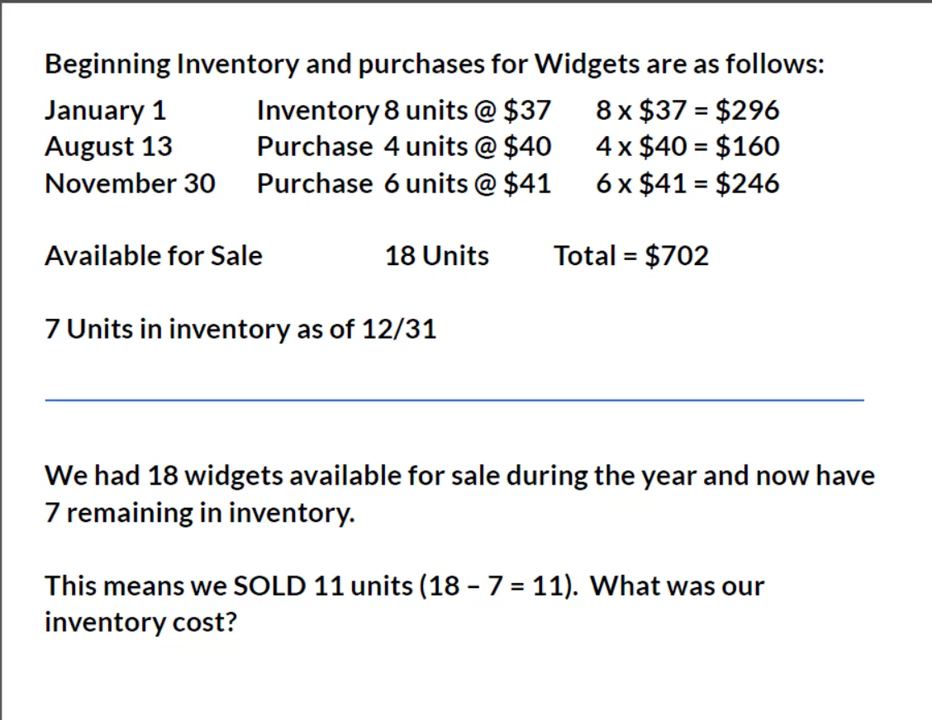 Beginning Inventory and purchases for Widgets are as follows:
January 1 Inventory 8 units @ $37 8 x $37 = $296
August 13 Purchase 4 units @ $40 4 x $40 = $160
November 30 Purchase 6 units @ $41 6 x $41 = $246
Available for Sale 18 Units Total = $702
7 Units in inventory as of 12/31
We had 18 widgets available for sale during the year and now have
7 remaining in inventory.
This means we SOLD 11 units (18 – 7 = 11). What was our
inventory cost?